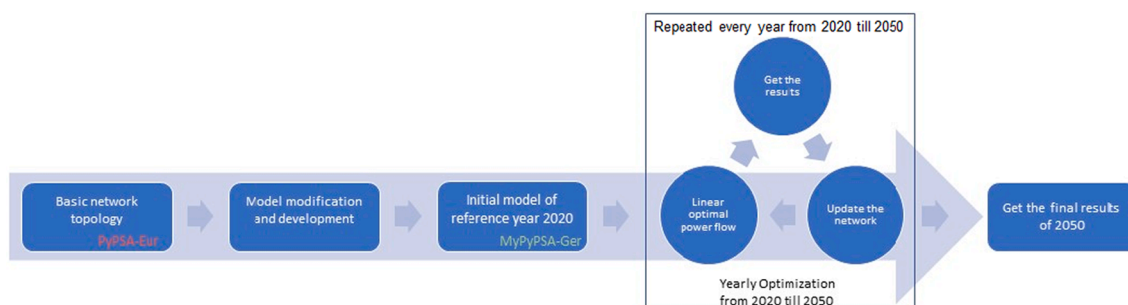 Repeated every year from 2020 till 2050
Get the
results
Basic network
topology
PyPSA-Eur
Model modification
and development
Initial model of
reference year 2020
MyPyPSA-Ger
Linear
optimal
power flow
Update the
network
Get the final results
of 2050
Yearly Optimization
from 2020 till 2050